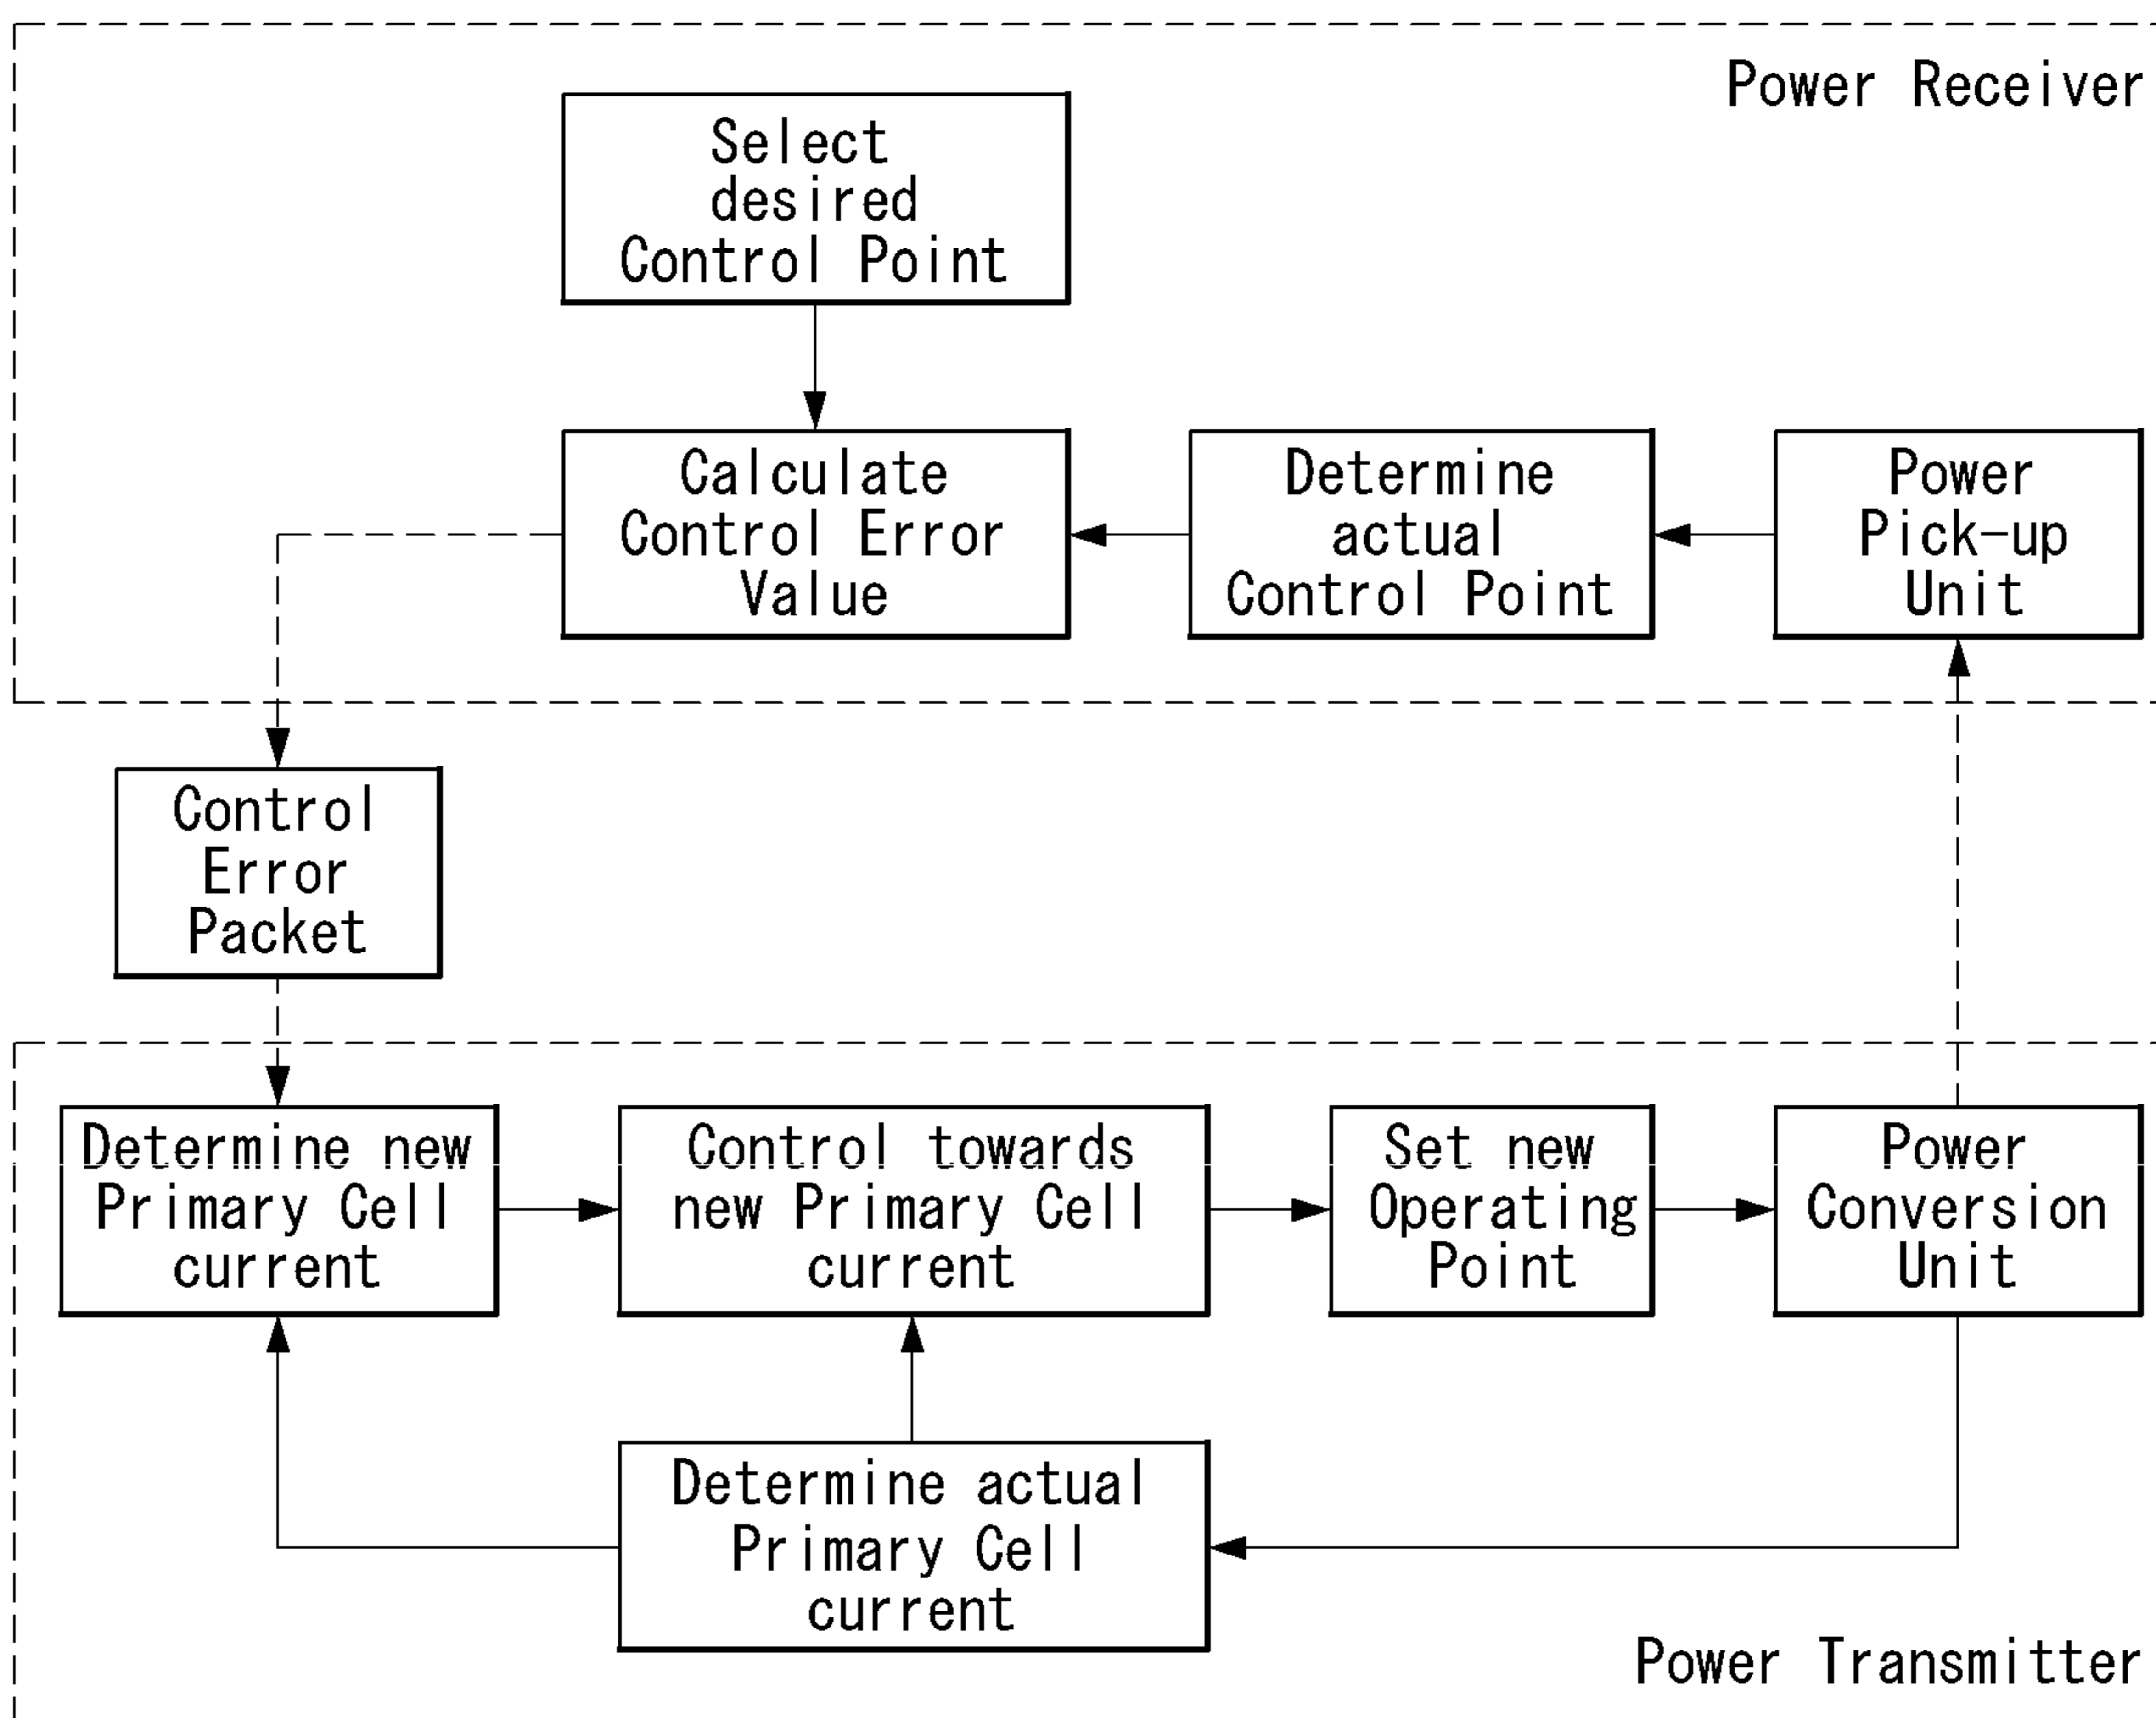 Power Receiver
Select
desired
Control Point
Calculate
Control Error
Value
Determine
actual
Control Point
Power
Pick-up
Unit
Control
Error
Packet
Determine new
Primary Cell
current
Control towards
new Primary Cell
current
Set new
Operating
Point
Power
Conversion
Unit
Determine actual
Primary Cell
current
Power Transmitter